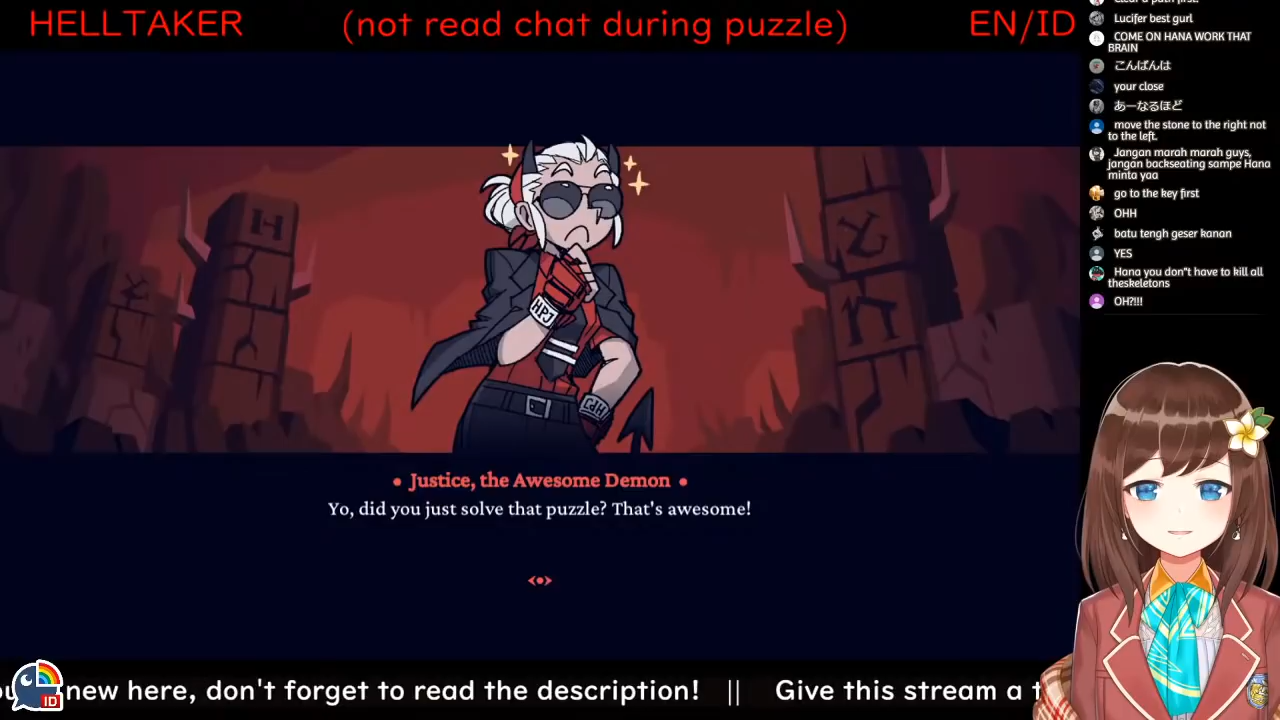 HELLTAKER (not read chat during puzzle) EN/ID
Lucifer best gurl
COME ON HANA WORK THAT
BRAIN
こんばんは
your close
あーなるほど
move the stone to the right not
to the left.
Jangan marah marah guys,
jangan backseating sampe Hana
minta yaa
go to the key first
OHH
batu tengh geser kanan
YES
Hana you don"t have to kill all
theskeletons
OH?!!!
• Justice, the Awesome Demon •
Yo, did you just solve that puzzle? That's awesome!
new here, don't forget to read the description! || Give this stream a
ID